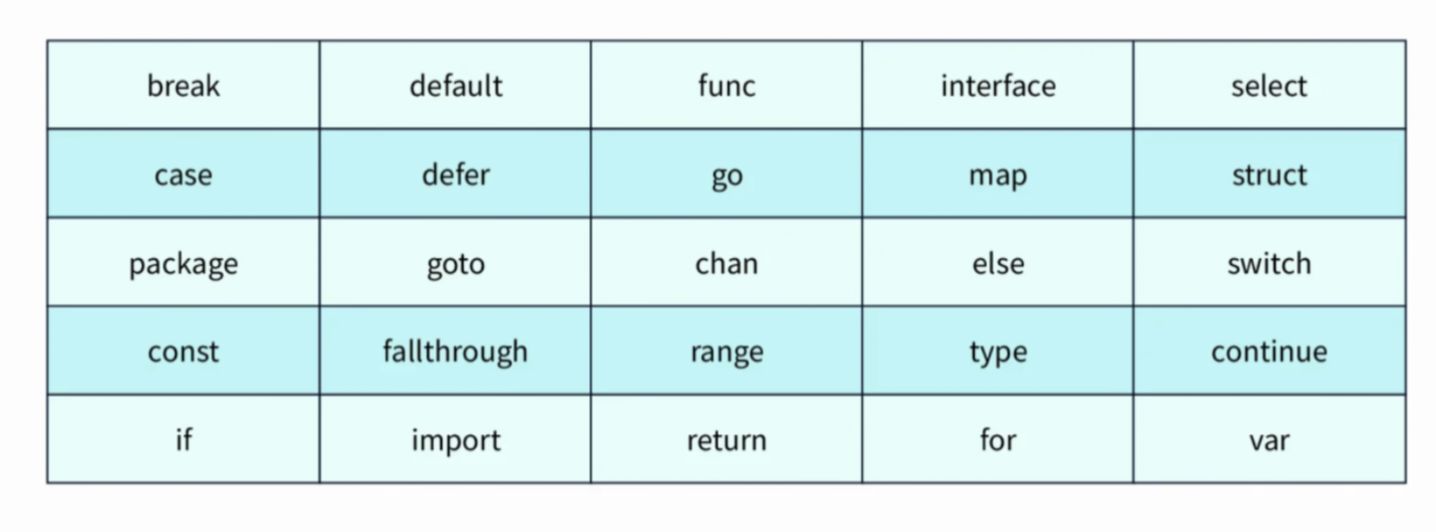 break default func interface select
case defer go map struct
package goto chan else switch
const fallthrough range type continue
if import return for var